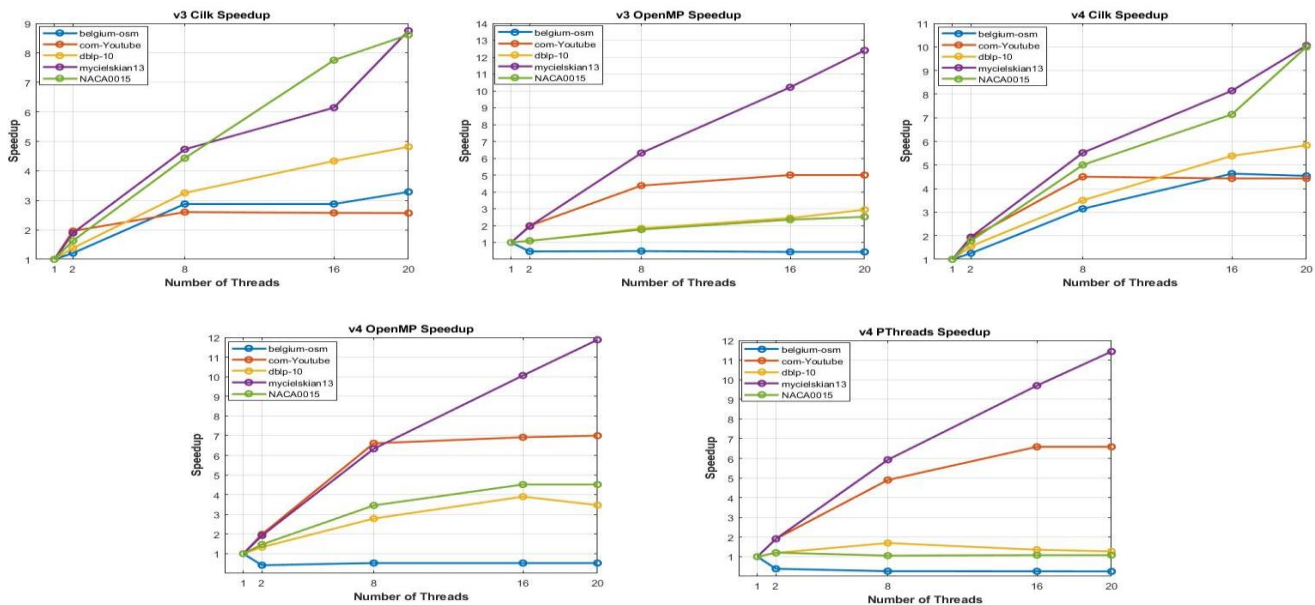 v3 Cilk Speedup
9
8
7
6
5
4
3
2
1
Speedup
belgium-osm
com-Youtube
dblp-10
mycielskian13
NACA0015
1 2 8 16 20
Number of Threads
v3 OpenMP Speedup
14
13
12
11
10
9
8
7
6
5
4
3
2
1
Speedup
belgium-osm
com-Youtube
dblp-10
mycielskian13
NACA0015
1 2 8 16 20
Number of Threads
v4 Cilk Speedup
11
10
9
8
7
6
5
4
3
2
1
Speedup
belgium-osm
com-Youtube
dblp-10
mycielskian13
NACA0015
1 2 8 16 20
Number of Threads
v4 OpenMP Speedup
12
11
10
9
8
7
6
5
4
3
2
1
Speedup
belgium-osm
com-Youtube
dblp-10
mycielskian13
NACA0015
1 2 8 16 20
Number of Threads
v4 PThreads Speedup
12
11
10
9
8
7
6
5
4
3
2
1
Speedup
belgium-osm
com-Youtube
dblp-10
mycielskian13
NACA0015
1 2 8 16 20
Number of Threads